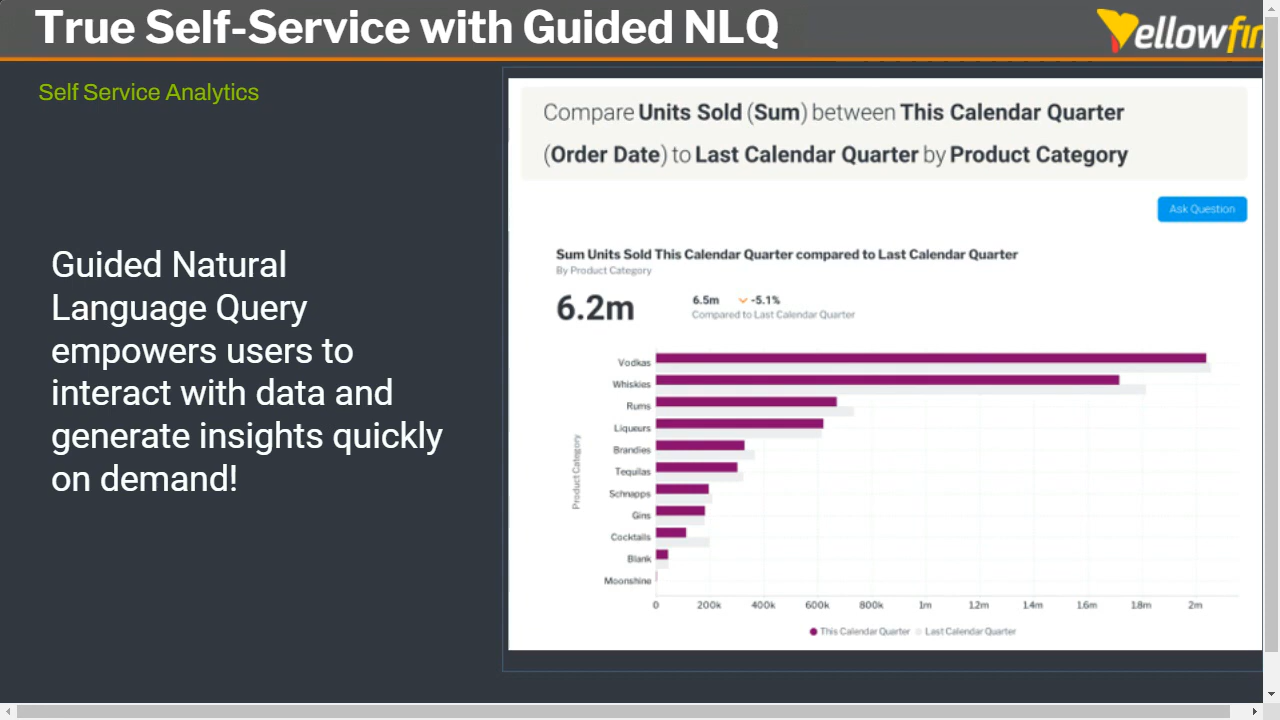 True Self-Service with Guided NLQ
Yellowfin
Self Service Analytics
Guided Natural
Language Query
empowers users to
interact with data and
generate insights quickly
on demand!
Compare Units Sold (Sum) between This Calendar Quarter
(Order Date) to Last Calendar Quarter by Product Category
Ask Question
Sum Units Sold This Calendar Quarter compared to Last Calendar Quarter
By Product Category
6.2m
6.5m -5.1%
Compared to Last Calendar Quarter
Product Category
Vodkas
Whiskies
Rums
Liqueurs
Brandies
Tequilas
Schnapps
Gins
Cocktails
Blank
Moonshine
0 200k 400k 600k 800k 1m 1.2m 1.4m 1.6m 1.8m 2m
This Calendar Quarter Last Calendar Quarter